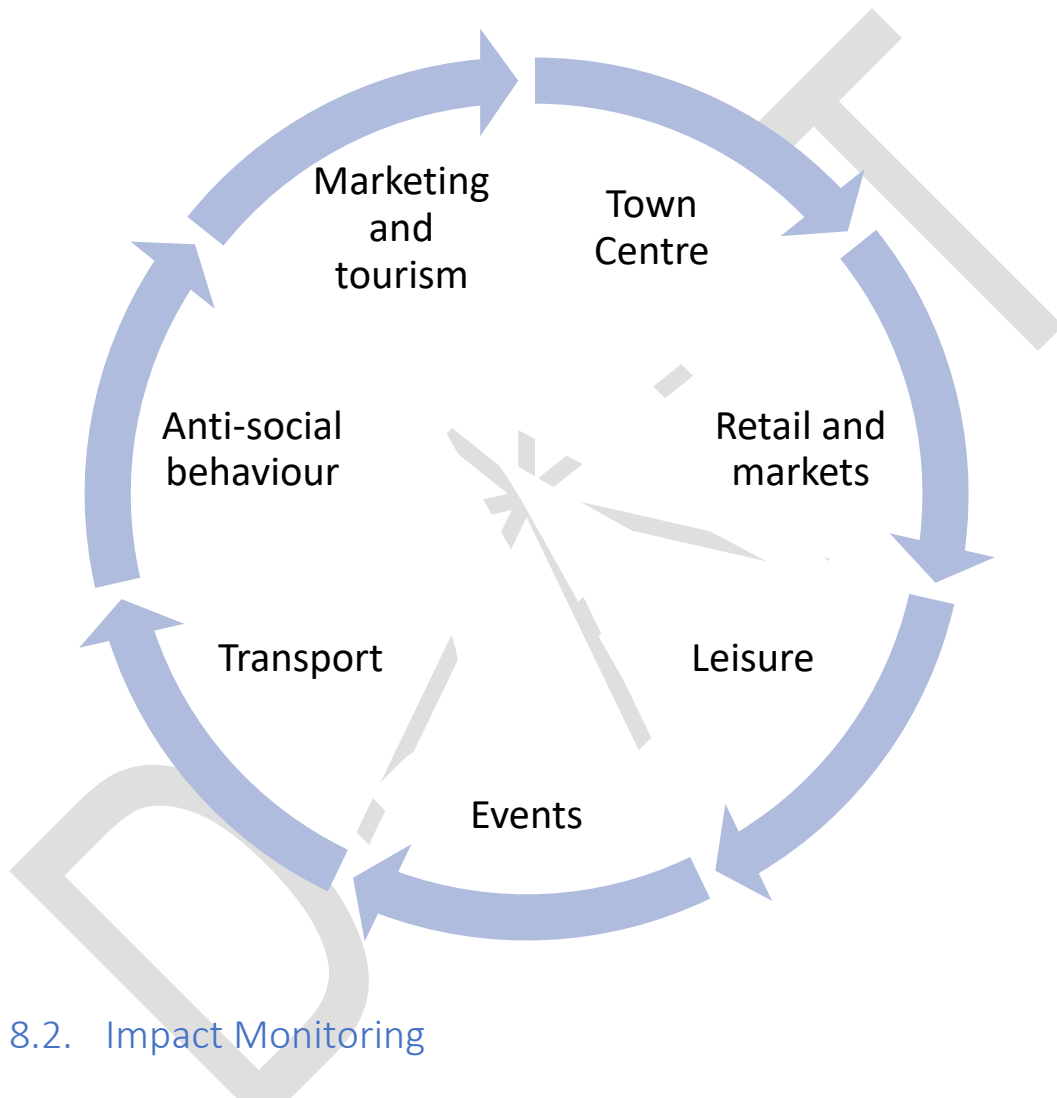 Marketing
and
tourism
Town
Centre
Retail and
markets
Leisure
Events
Transport
Anti-social
behaviour
8.2. Impact Monitoring